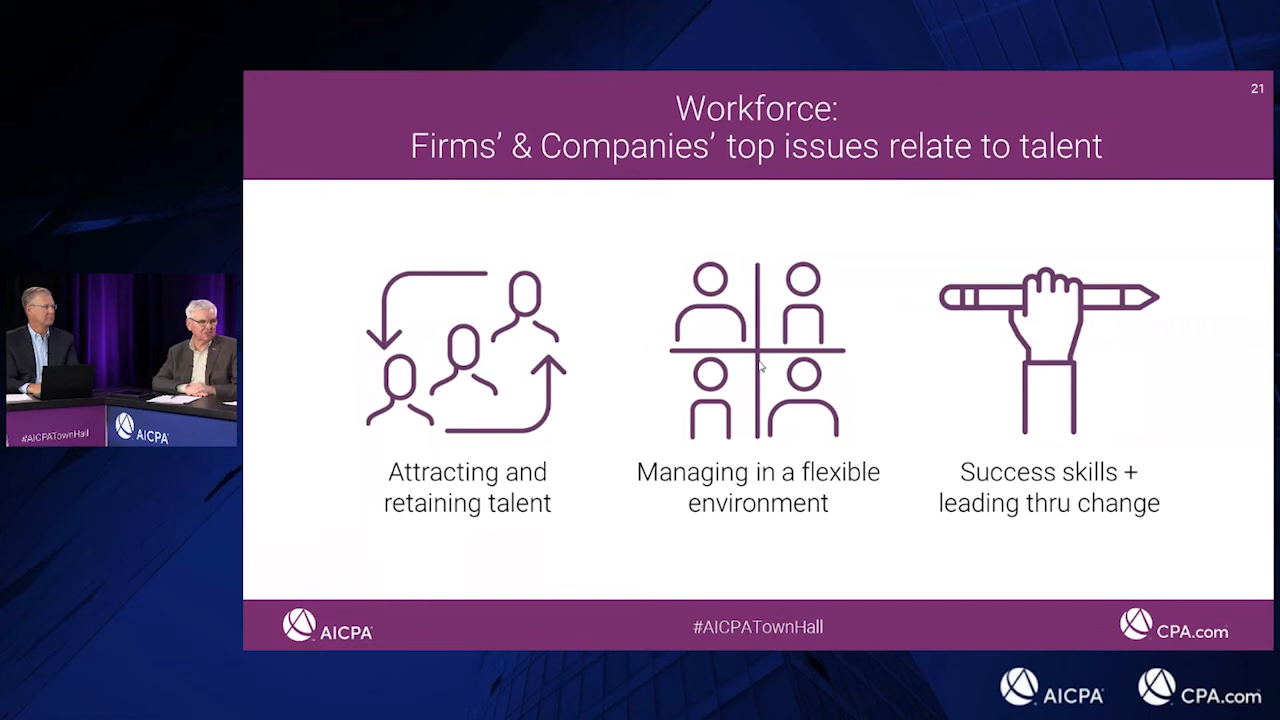 21
Workforce:
Firms' & Companies' top issues relate to talent
Attracting and
retaining talent
Managing in a flexible
environment
Success skills +
leading thru change
AICPA
#AICPATownHall
CPA.com
#AICPATownHall
AICPA
AICPA
CPA.com